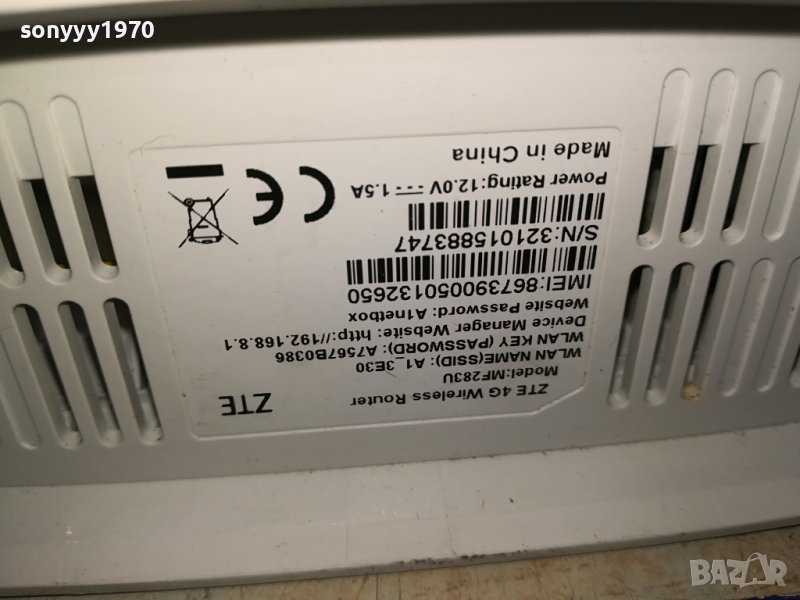 sonyyy1970
ZTE 4G Wireless Router
ZTE
Model:MF283U
WLAN NAME(SSID): A1_3E30
WLAN KEY (PASSWORD): A7567B0386
Device Manager Website: http://192.168.8.1
Website Password: A1netbox
IMEI:867390050132650
S/N:321015883747
Power Rating:12.0V 1.5A
Made in China
CE
BAZAR